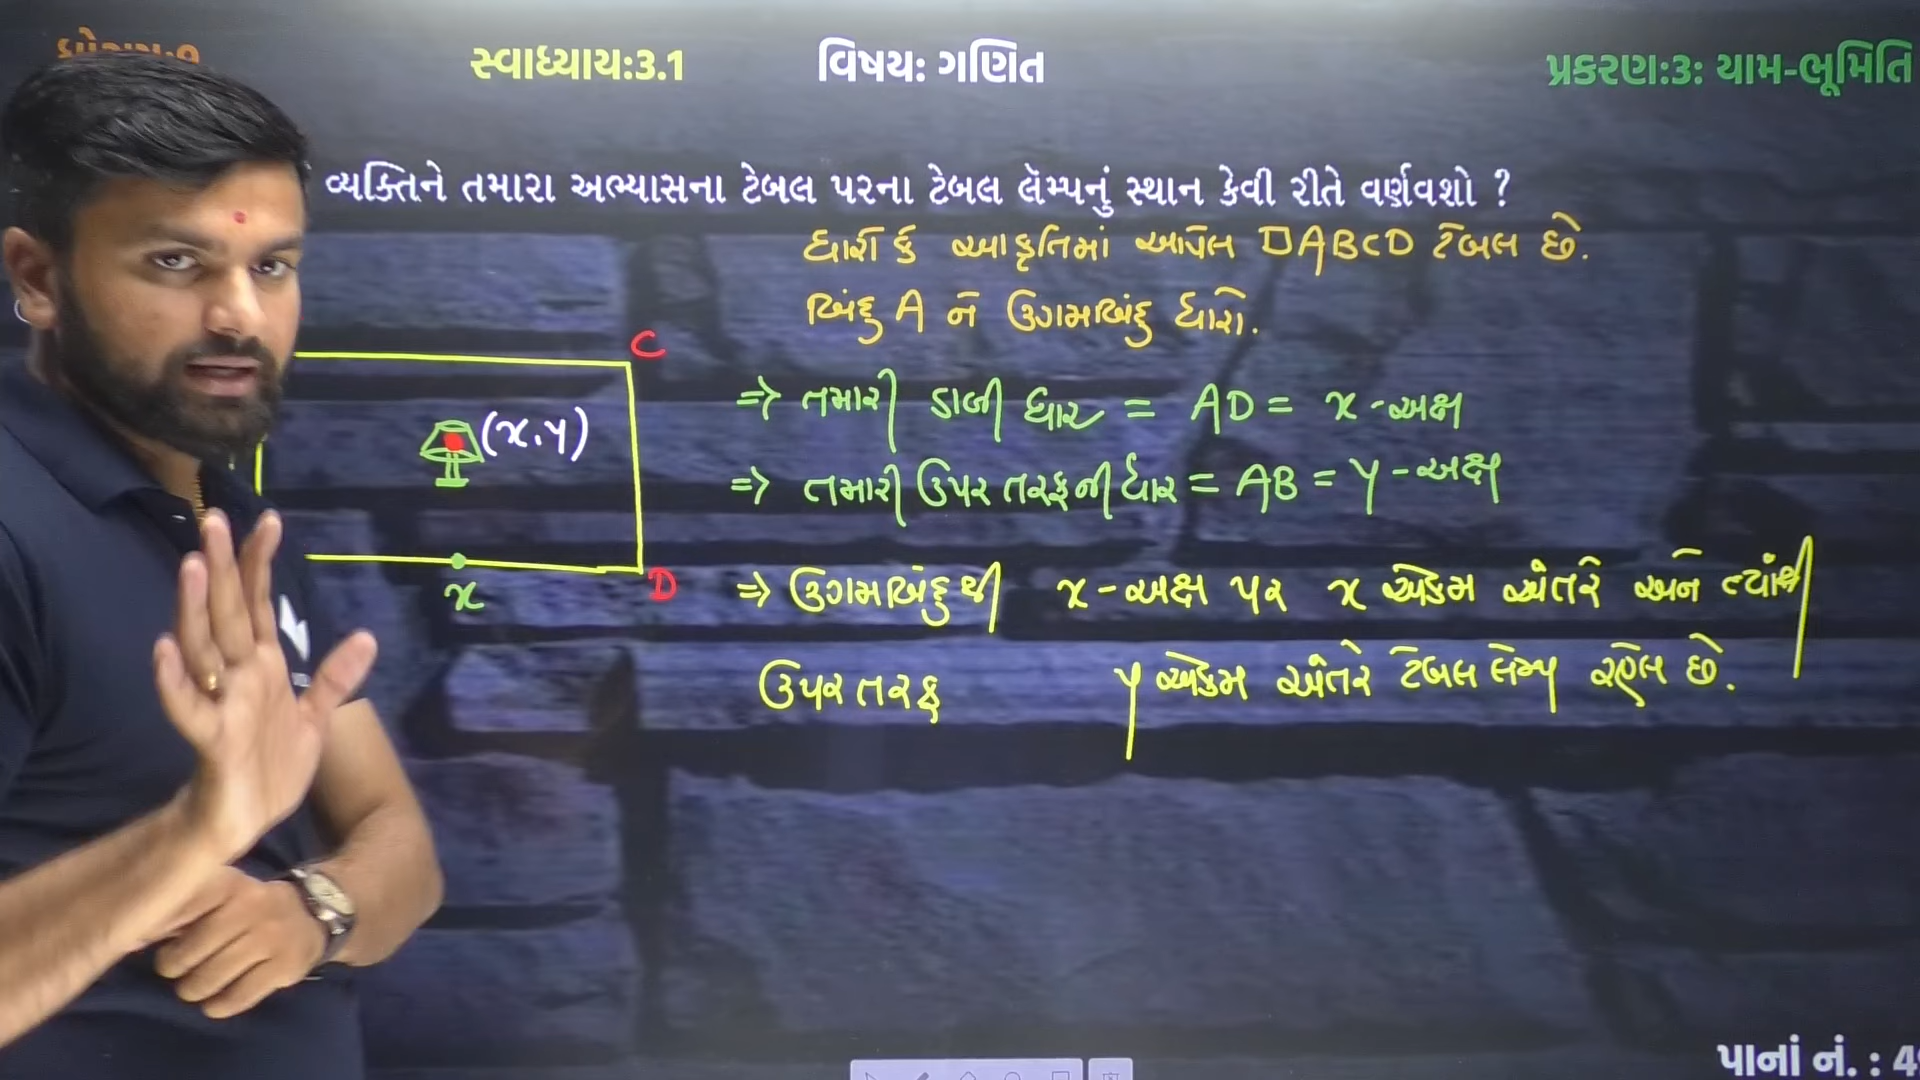 સ્વાધ્યાય:3.1
વિષય: ગણિત
પ્રકરણ:3: યામ-ભૂમિતિ
વ્યક્તિને તમારા અભ્યાસના ટેબલ પરના ટેબલ લૅમ્પનું સ્થાન કેવી રીતે વર્ણવશો ?
ધારો કે આકૃતિમાં આપેલ □ABCD ટેબલ છે.
બિંદુ A ને ઉગમબિંદુ ધારો.
C
(x,y)
⇒ તમારી ડાબી ધાર = AD = x-અક્ષ
⇒ તમારી ઉપર તરફની ધાર = AB = y-અક્ષ
x
D
⇒ ઉગમબિંદુથી x-અક્ષ પર x એકમ અંતરે અને ત્યાંથી
ઉપર તરફ y એકમ અંતરે ટેબલ લેમ્પ રહેલ છે.
પાનાં નં. : 4